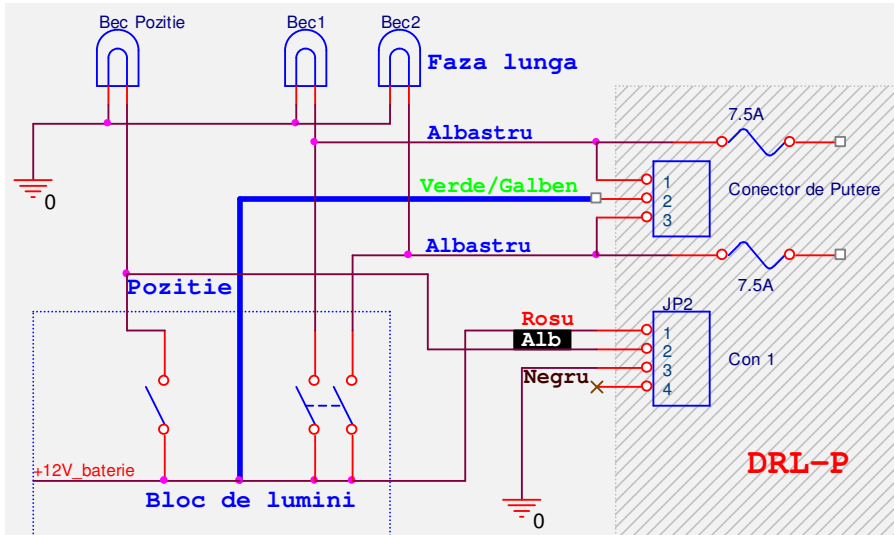 Bec Pozitie
Bec1
Bec2
Faza lunga
7.5A
Albastru
1
Verde/Galben
2
Conector de Putere
3
0
Albastru
Pozitie
7.5A
JP2
Rosu
1
Alb
2
Con 1
3
Negru
4
+12V_baterie
DRL-P
Bloc de lumini
0